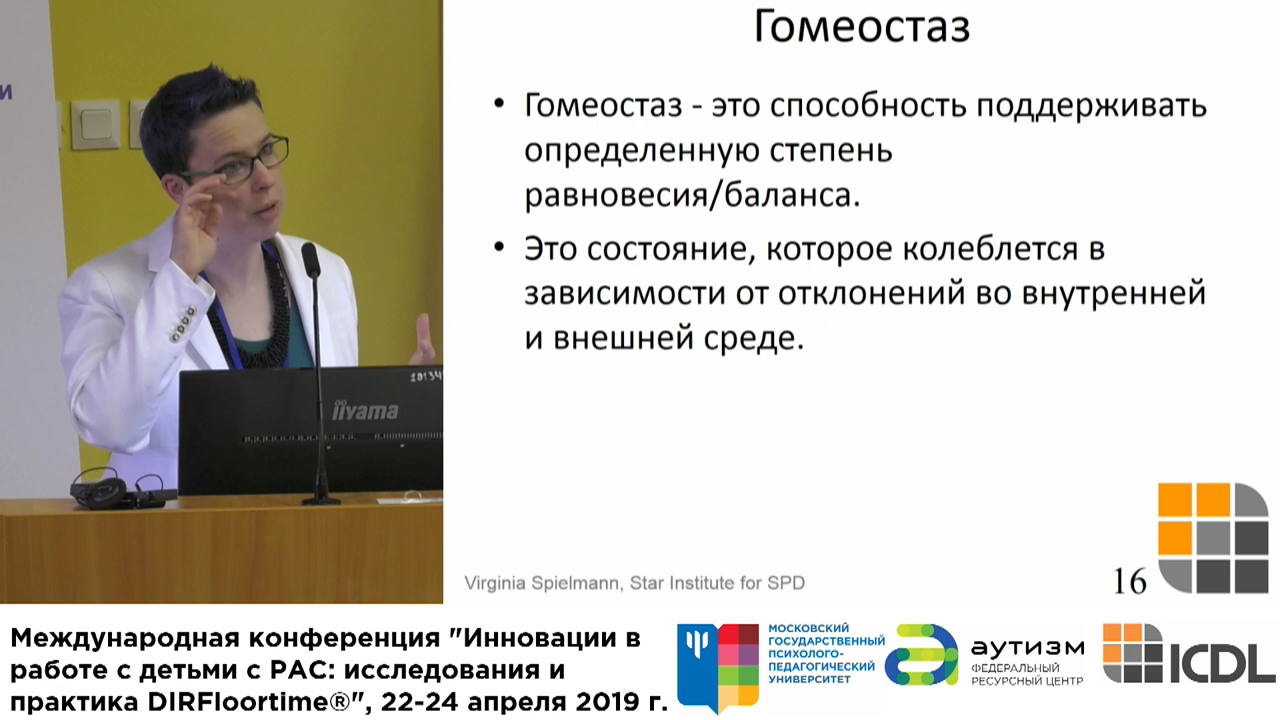 и
Гомеостаз
• Гомеостаз - это способность поддерживать
определенную степень
равновесия/баланса.
• Это состояние, которое колеблется в
зависимости от отклонений во внутренней
и внешней среде.
iiyama
Virginia Spielmann, Star Institute for SPD
16
Международная конференция "Инновации в
работе с детьми с РАС: исследования и
практика DIRFloortime®", 22-24 апреля 2019 г.
МОСКОВСКИЙ
ГОСУДАРСТВЕННЫЙ
ПСИХОЛОГО-
ПЕДАГОГИЧЕСКИЙ
УНИВЕРСИТЕТ
аутизм
ФЕДЕРАЛЬНЫЙ
РЕСУРСНЫЙ ЦЕНТР
ICDL